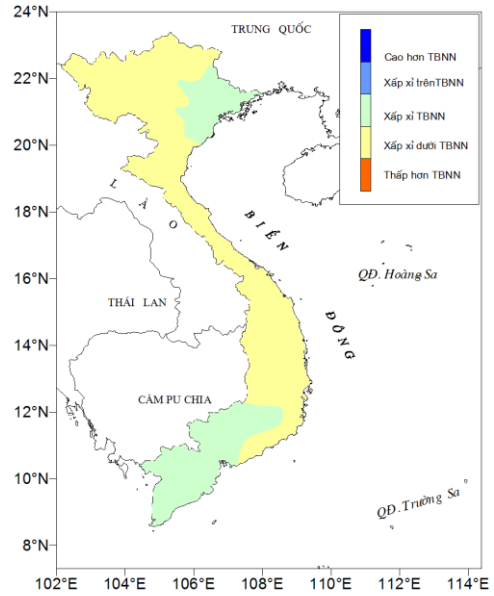 24°N
22°N
20°N
18°N
16°N
14°N
12°N
10°N
8°N
102°E
104°E
106°E
108°E
110°E
112°E
114°E
TRUNG QUỐC
LÀO
BIỂN ĐÔNG
THÁI LAN
CĂM PU CHIA
QĐ. Hoàng Sa
QĐ. Trường Sa
Cao hơn TBNN
Xấp xỉ trênTBNN
Xấp xỉ TBNN
Xấp xỉ dưới TBNN
Thấp hơn TBNN